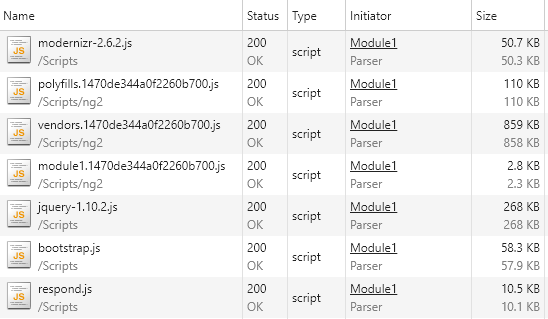 Name Status Type Initiator Size
JS modernizr-2.6.2.js 200 script Module1 50.7 KB
/Scripts OK Parser 50.3 KB
JS polyfills.1470de344a0f2260b700.js 200 script Module1 110 KB
/Scripts/ng2 OK Parser 110 KB
JS vendors.1470de344a0f2260b700.js 200 script Module1 859 KB
/Scripts/ng2 OK Parser 858 KB
JS module1.1470de344a0f2260b700.js 200 script Module1 2.8 KB
/Scripts/ng2 OK Parser 2.3 KB
JS jquery-1.10.2.js 200 script Module1 268 KB
/Scripts OK Parser 268 KB
JS bootstrap.js 200 script Module1 58.3 KB
/Scripts OK Parser 57.9 KB
JS respond.js 200 script Module1 10.5 KB
/Scripts OK Parser 10.1 KB